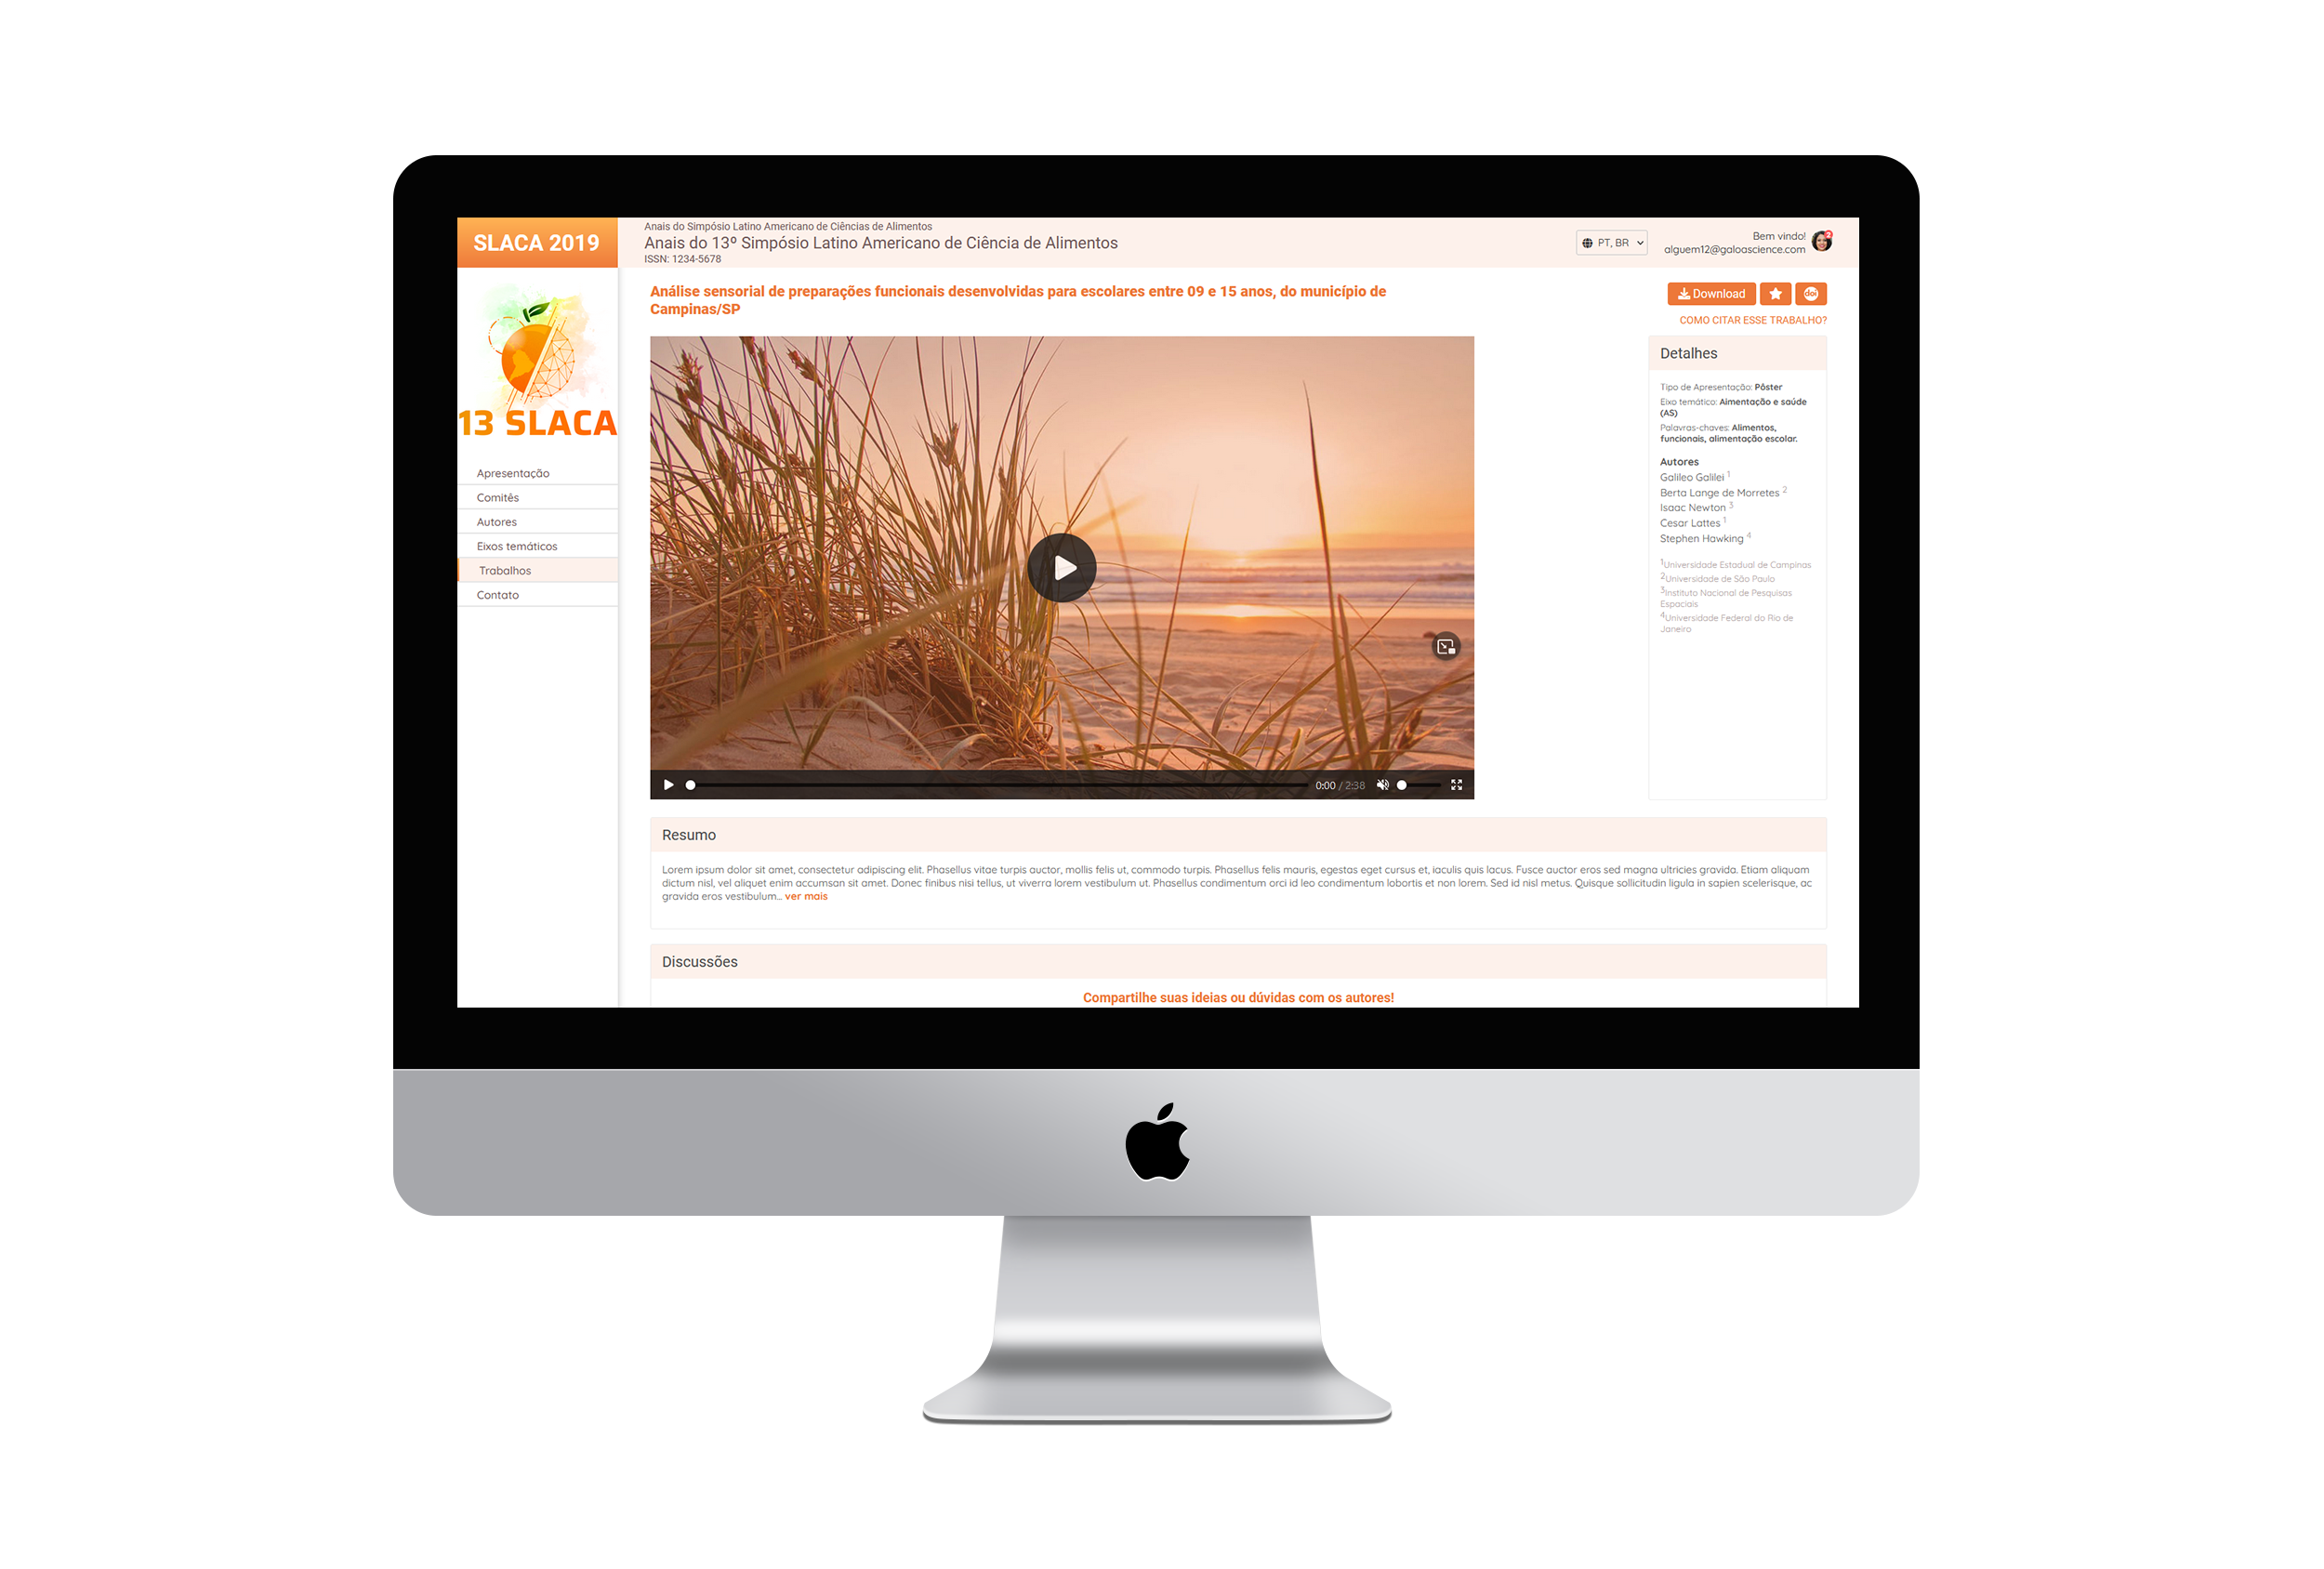 SLACA 2019
Anais do Simpósio Latino Americano de Ciências de Alimentos
Anais do 13º Simpósio Latino Americano de Ciência de Alimentos
ISSN: 1234-5678
PT, BR
Bem vindo!
alguem12@galoascience.com
2
13 SLACA
Apresentação
Comitês
Autores
Eixos temáticos
Trabalhos
Contato
Análise sensorial de preparações funcionais desenvolvidas para escolares entre 09 e 15 anos, do município de
Campinas/SP
Download
doi
COMO CITAR ESSE TRABALHO?
0:00 / 2:38
Detalhes
Tipo de Apresentação: Pôster
Eixo temático: Aimentação e saúde
(AS)
Palavras-chaves: Alimentos,
funcionais, alimentação escolar.
Autores
Galileo Galilei 1
Berta Lange de Morretes 2
Isaac Newton 3
Cesar Lattes 1
Stephen Hawking 4
1Universidade Estadual de Campinas
2Universidade de São Paulo
3Instituto Nacional de Pesquisas
Espaciais
4Universidade Federal do Rio de
Janeiro
Resumo
Lorem ipsum dolor sit amet, consectetur adipiscing elit. Phasellus vitae turpis auctor, mollis felis ut, commodo turpis. Phasellus felis mauris, egestas eget cursus et, iaculis quis lacus. Fusce auctor eros sed magna ultricies gravida. Etiam aliquam
dictum nisl, vel aliquet enim accumsan sit amet. Donec finibus nisi tellus, ut viverra lorem vestibulum ut. Phasellus condimentum orci id leo condimentum lobortis et non lorem. Sed id nisl metus. Quisque sollicitudin ligula in sapien scelerisque, ac
gravida eros vestibulum... ver mais
Discussões
Compartilhe suas ideias ou dúvidas com os autores!